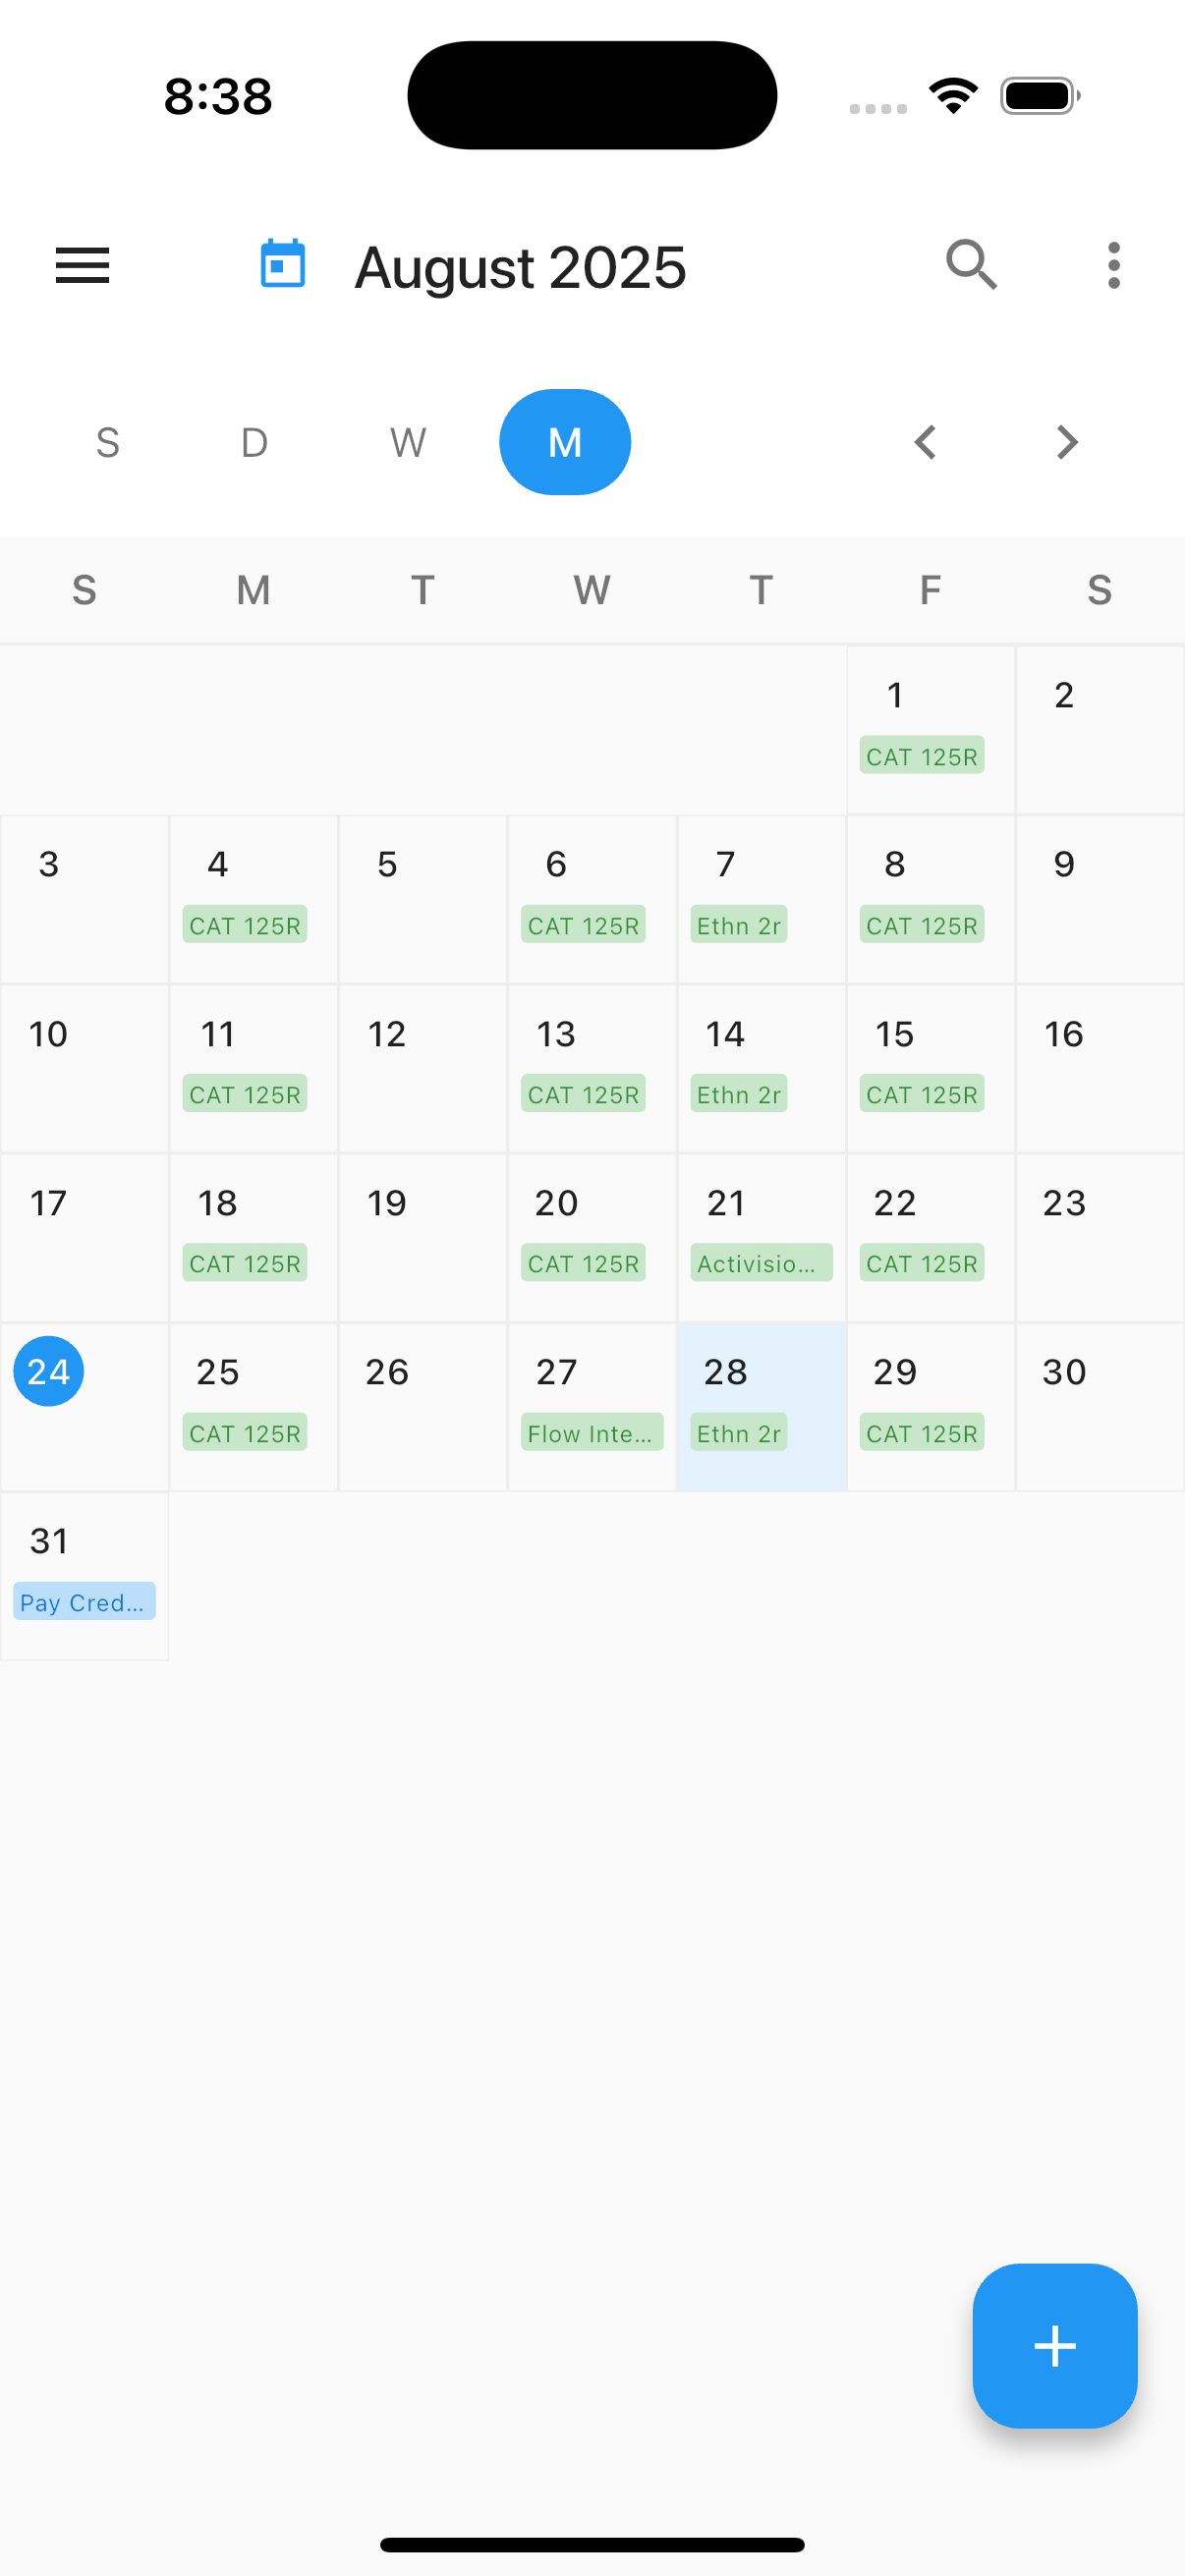 8:38
August 2025
S D W M
S M T W T F S
1 2
CAT 125R
3 4 5 6 7 8 9
CAT 125R CAT 125R Ethn 2r CAT 125R
10 11 12 13 14 15 16
CAT 125R CAT 125R Ethn 2r CAT 125R
17 18 19 20 21 22 23
CAT 125R CAT 125R Activisio... CAT 125R
24 25 26 27 28 29 30
CAT 125R Flow Inte... Ethn 2r CAT 125R
31
Pay Cred...